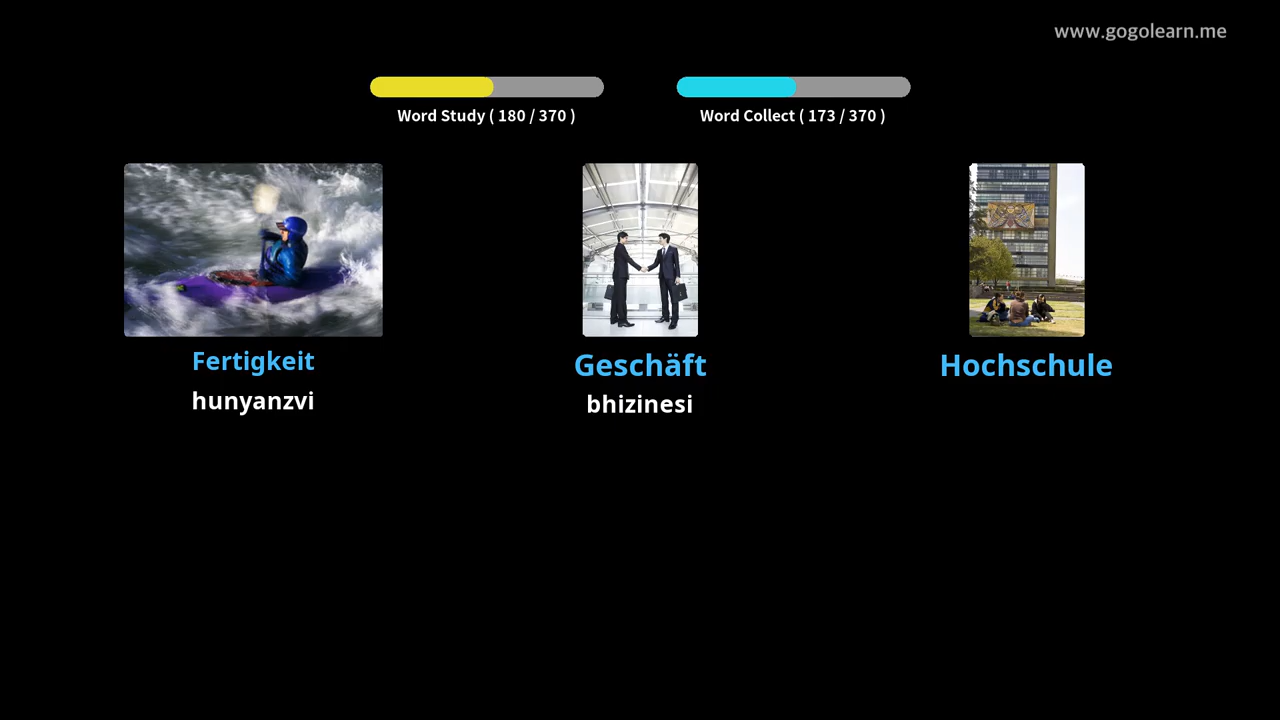 www.gogolearn.me
Word Study ( 180 / 370 )
Word Collect ( 173 / 370 )
Fertigkeit
hunyanzvi
Geschäft
bhizinesi
Hochschule